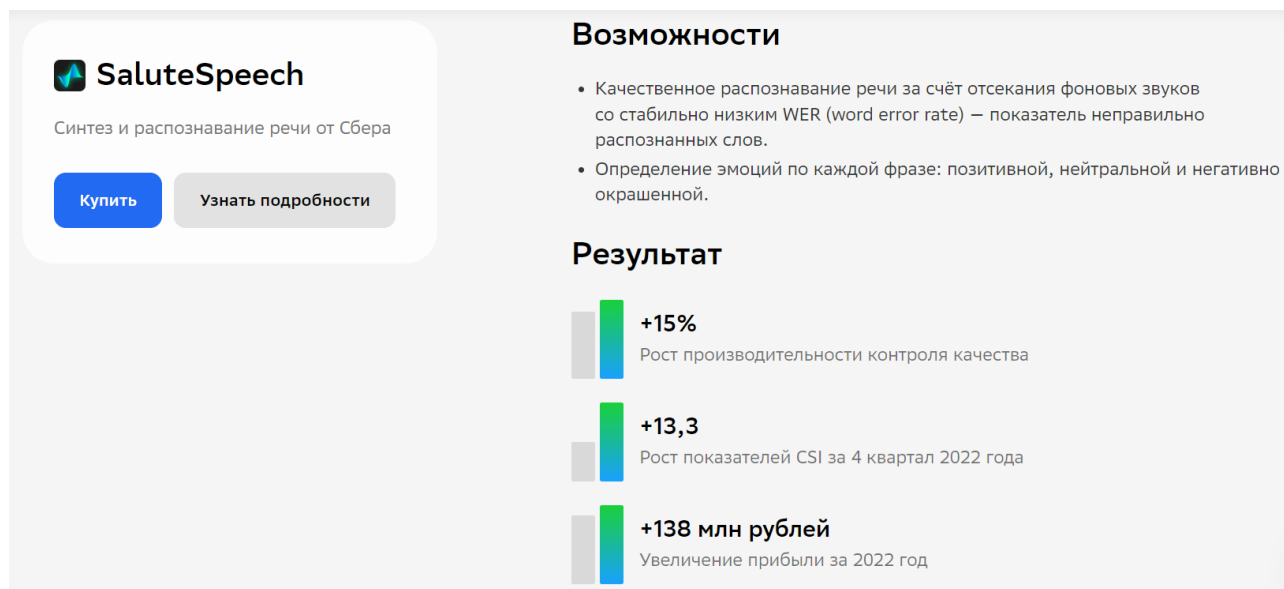 SaluteSpeech
Синтез и распознавание речи от Сбера
Купить
Узнать подробности
Возможности
• Качественное распознавание речи за счёт отсекания фоновых звуков
со стабильно низким WER (word error rate) — показатель неправильно
распознанных слов.
• Определение эмоций по каждой фразе: позитивной, нейтральной и негативно
окрашенной.
Результат
+15%
Рост производительности контроля качества
+13,3
Рост показателей CSI за 4 квартал 2022 года
+138 млн рублей
Увеличение прибыли за 2022 год